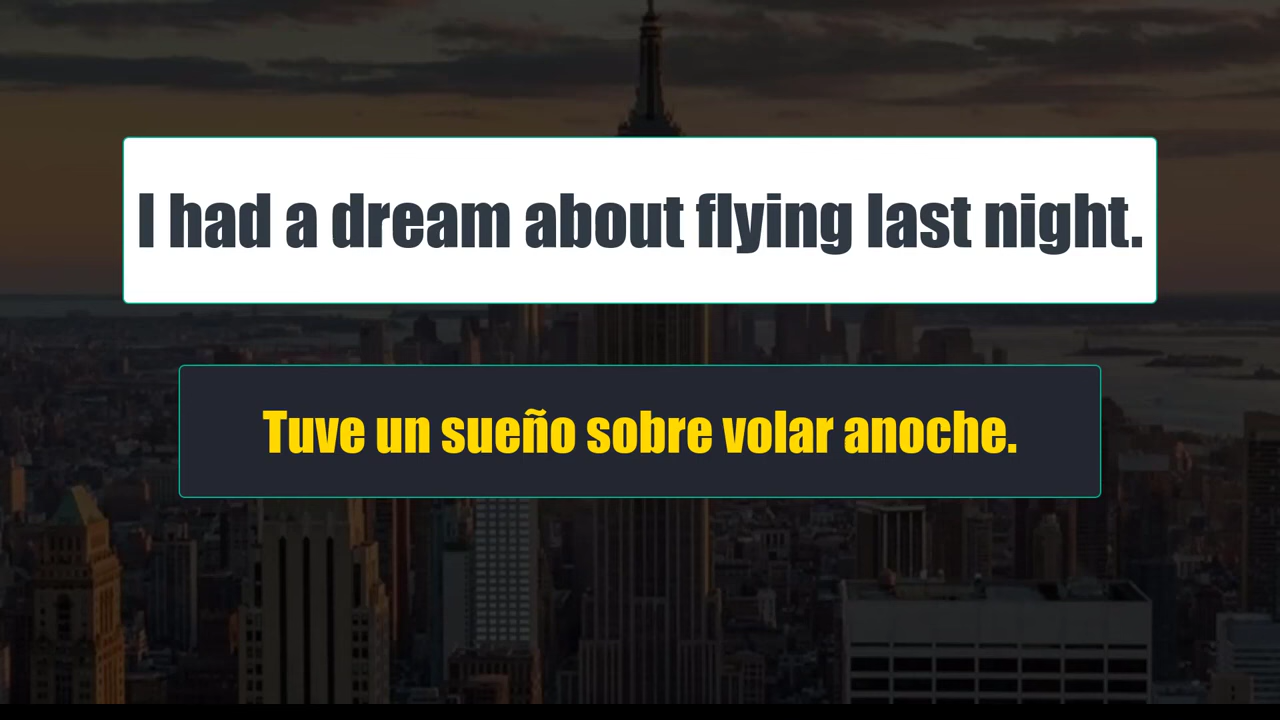 I had a dream about flying last night.
Tuve un sueño sobre volar anoche.